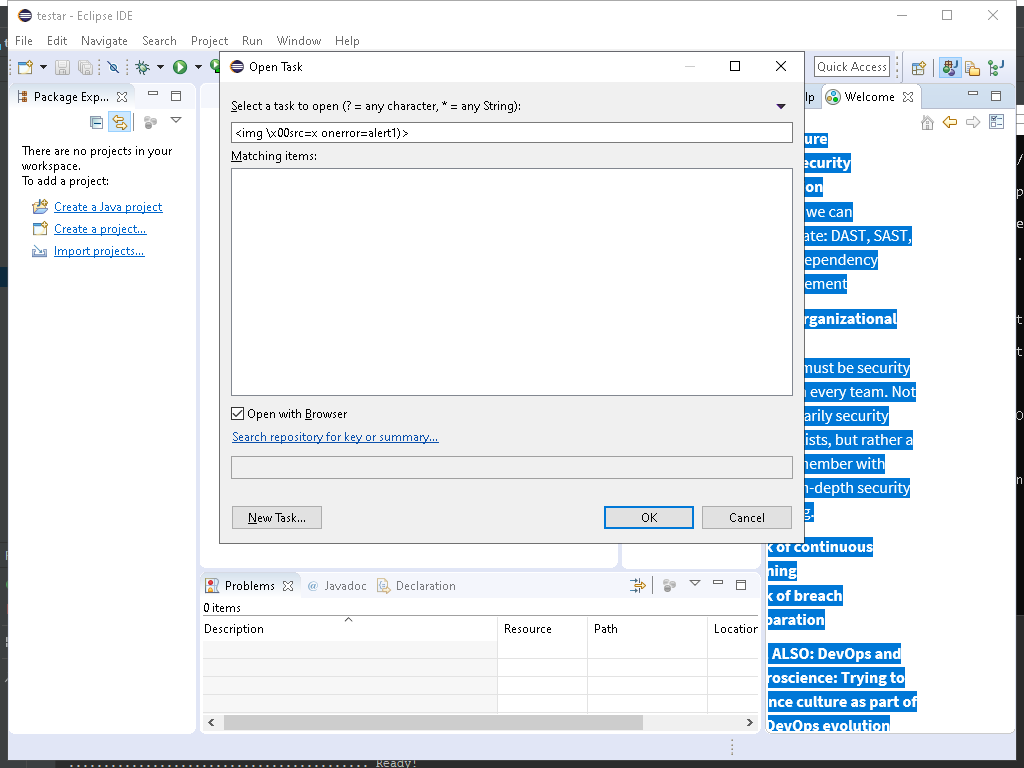 testar - Eclipse IDE
File Edit Navigate Search Project Run Window Help
Quick Access
Package Exp...
There are no projects in your
workspace.
To add a project:
Create a Java project
Create a project...
Import projects...
Open Task
Select a task to open (? = any character, * = any String):
<img \x00src=x onerror=alert1)>
Matching items:
Open with Browser
Search repository for key or summary...
New Task... OK Cancel
lp Welcome
ure
ecurity
on
we can
ate: DAST, SAST,
ependency
ement
rganizational
must be security
every team. Not
arily security
ists, but rather a
member with
n-depth security
g.
k of continuous
ning
k of breach
paration
ALSO: DevOps and
roscience: Trying to
nce culture as part of
DevOps evolution
Problems @ Javadoc Declaration
0 items
Description Resource Path Location
Ready!